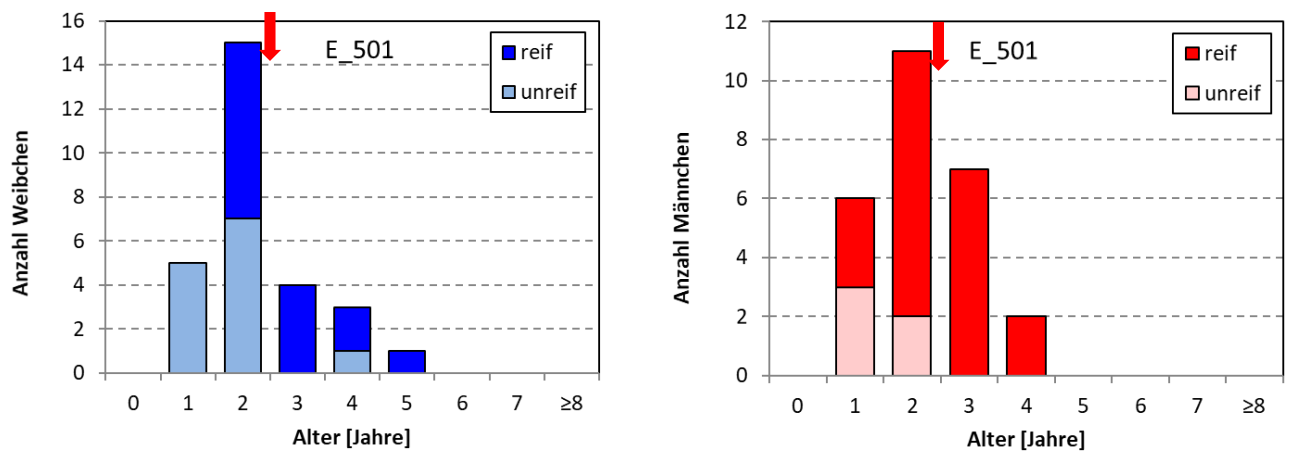 16
14
12
10
8
6
4
2
0
Anzahl Weibchen
E_501
reif
unreif
0 1 2 3 4 5 6 7 ≥8
Alter [Jahre]
12
10
8
6
4
2
0
Anzahl Männchen
E_501
reif
unreif
0 1 2 3 4 5 6 7 ≥8
Alter [Jahre]